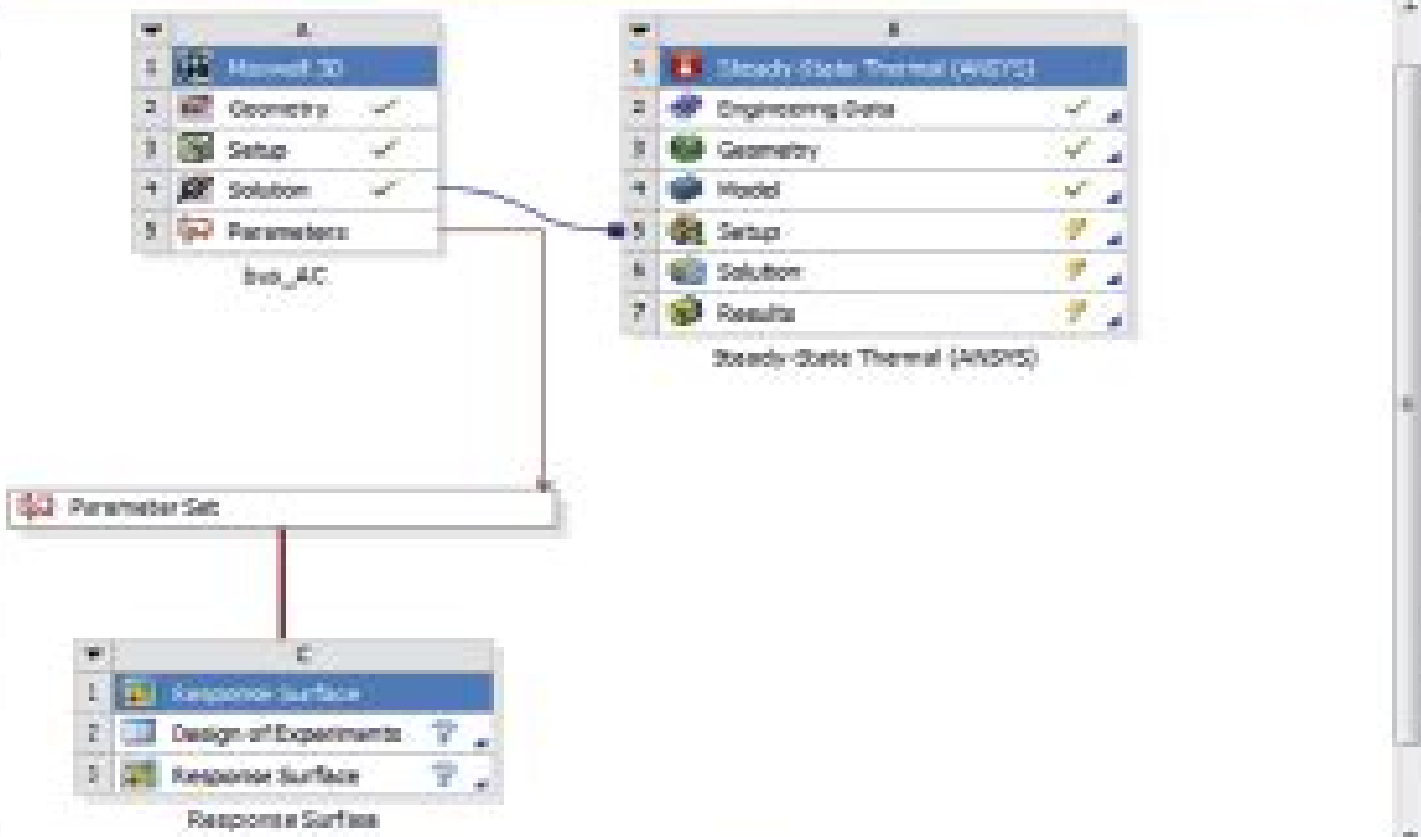 A
1 Maxwell 3D
2 Geometry
3 Setup
4 Solution
5 Parameters
bus_AC
B
1 Steady-State Thermal (ANSYS)
2 Engineering Data
3 Geometry
4 Model
5 Setup
6 Solution
7 Results
Steady-State Thermal (ANSYS)
Parameter Set
C
1 Response Surface
2 Design of Experiments
3 Response Surface
Response Surface